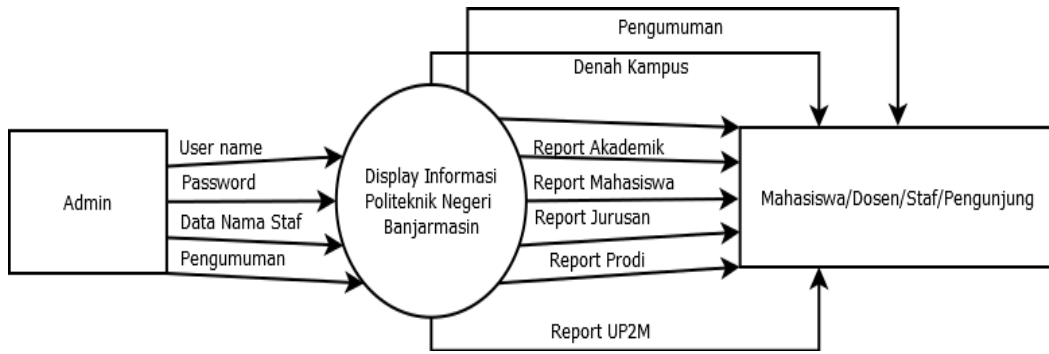 Pengumuman
Denah Kampus
User name
Password
Data Nama Staf
Pengumuman
Admin
Display Informasi
Politeknik Negeri
Banjarmasin
Report Akademik
Report Mahasiswa
Report Jurusan
Report Prodi
Report UP2M
Mahasiswa/Dosen/Staf/Pengunjung